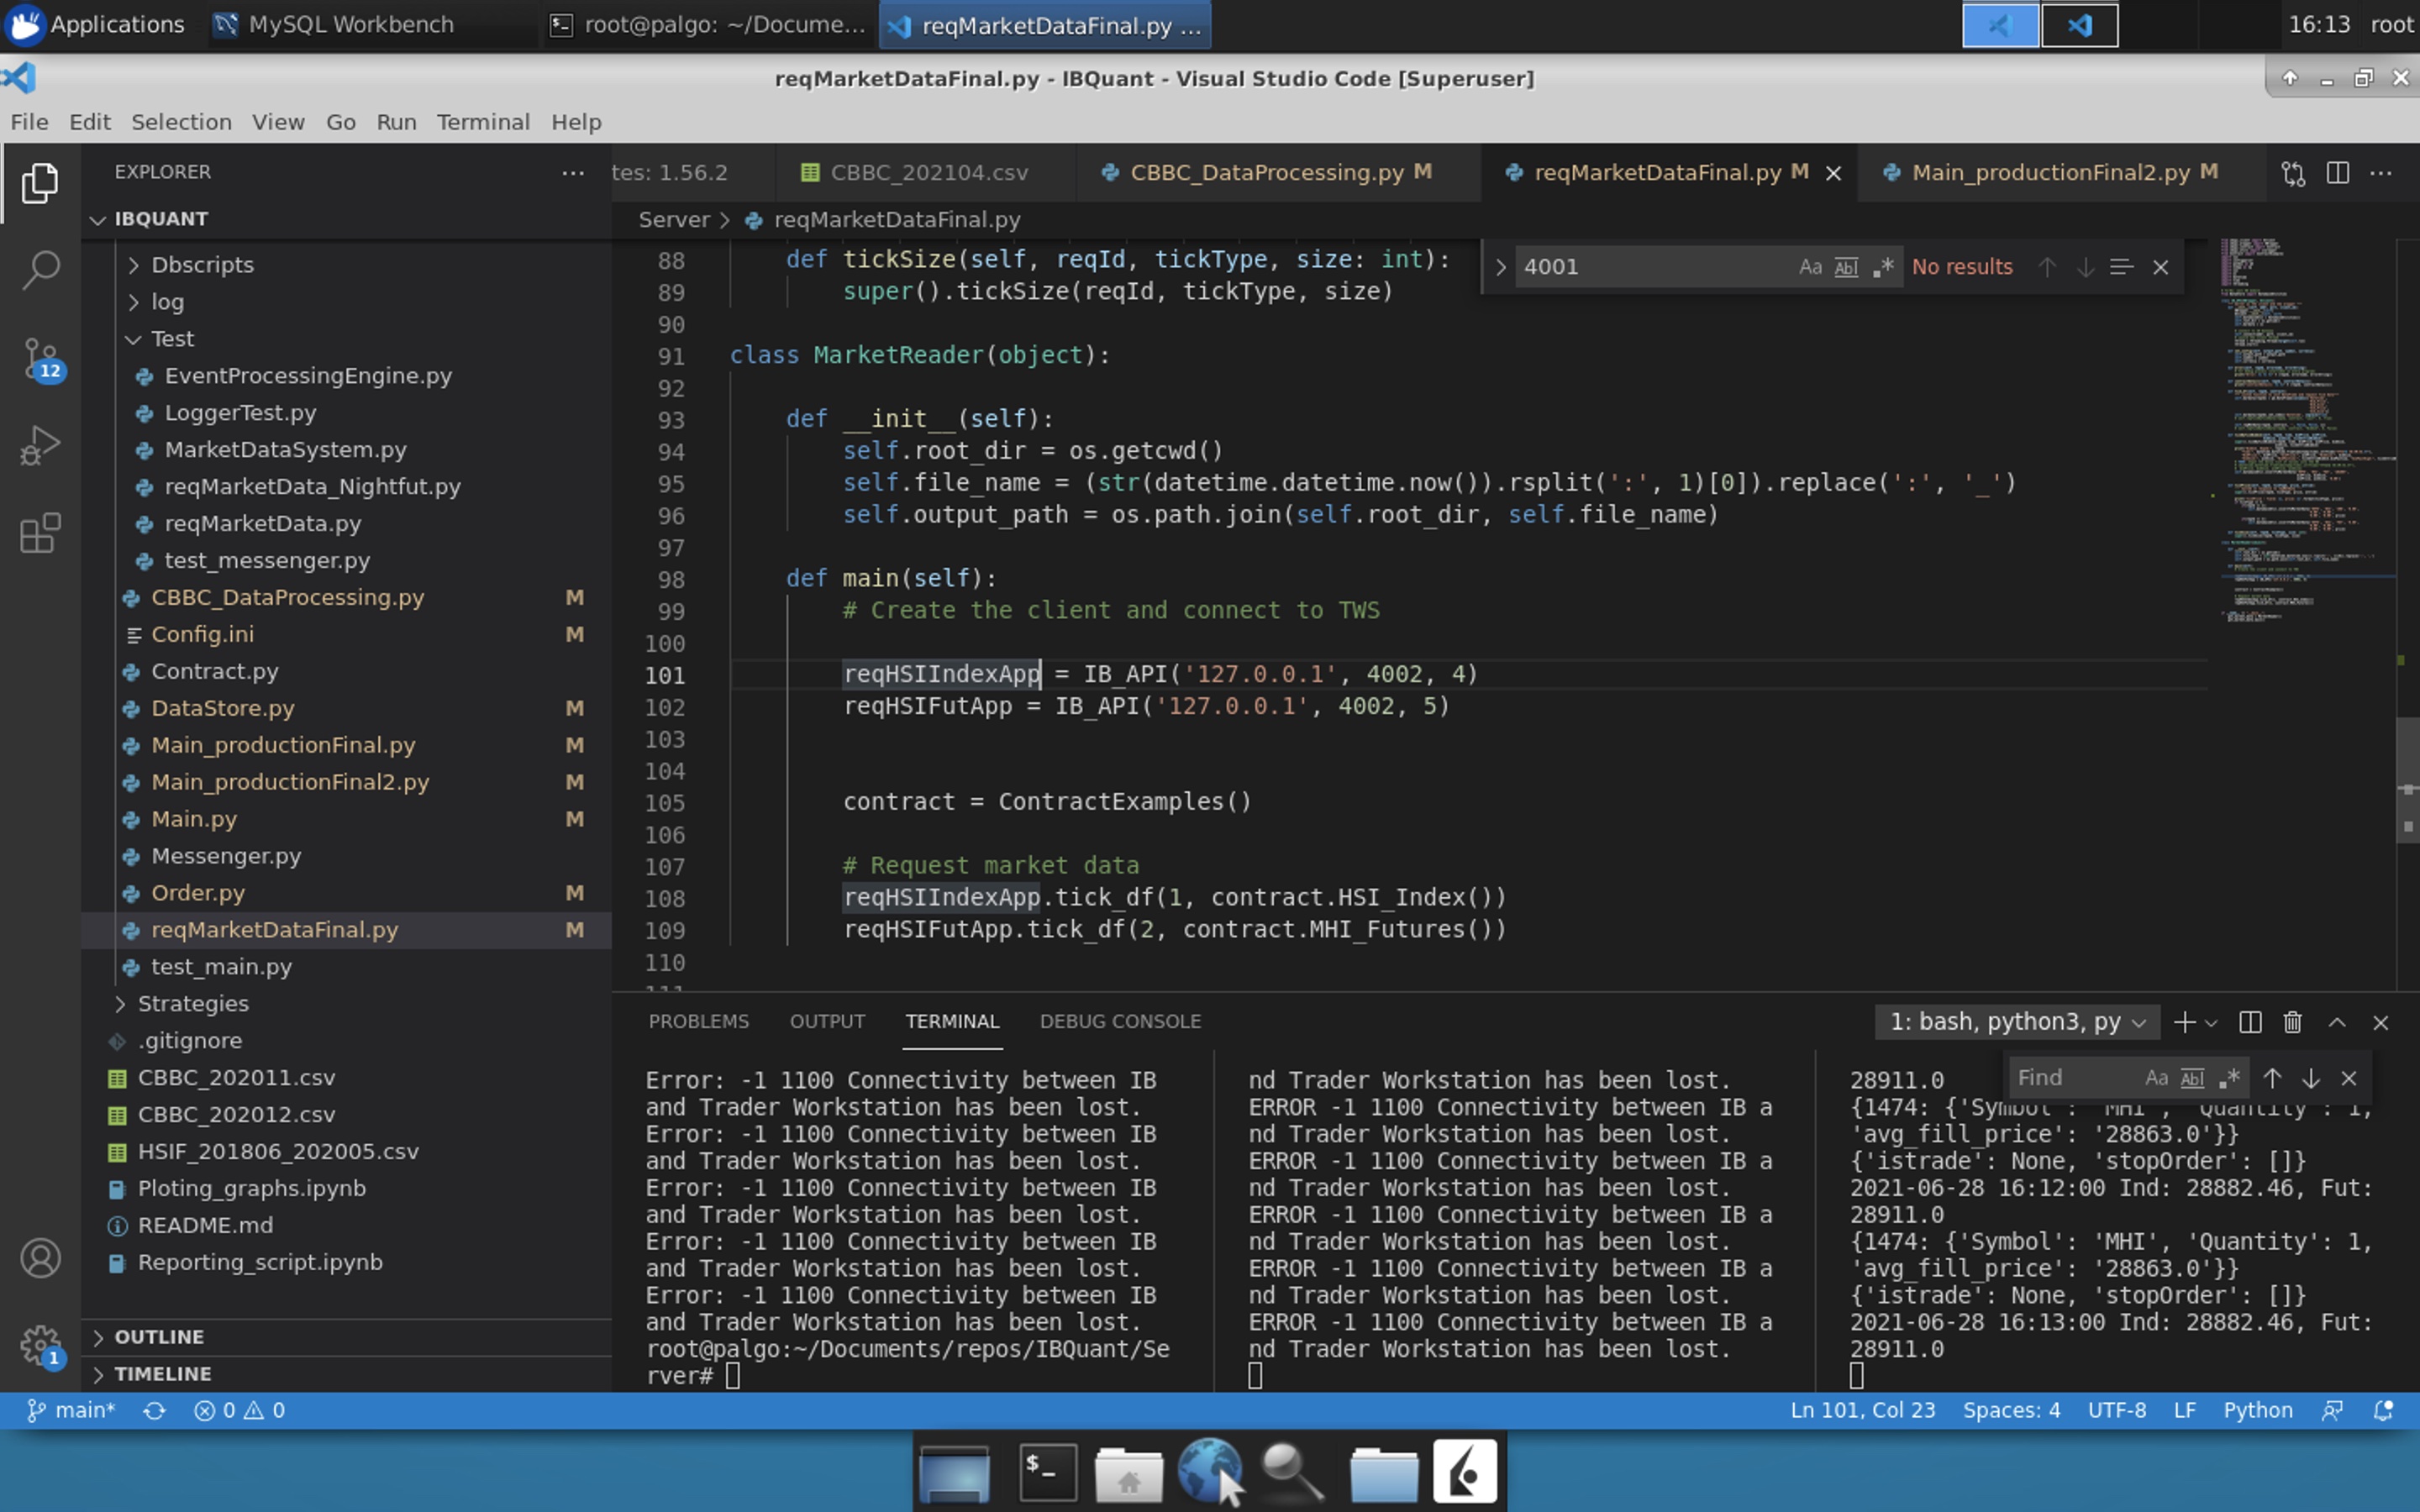 Applications MySQL Workbench root@palgo: ~/Docume... reqMarketDataFinal.py ... 16:13 root
reqMarketDataFinal.py - IBQuant - Visual Studio Code [Superuser]
File Edit Selection View Go Run Terminal Help
EXPLORER
IBQUANT
Dbscripts
log
Test
EventProcessingEngine.py
LoggerTest.py
MarketDataSystem.py
reqMarketData_Nightfut.py
reqMarketData.py
test_messenger.py
CBBC_DataProcessing.py M
Config.ini M
Contract.py
DataStore.py M
Main_productionFinal.py M
Main_productionFinal2.py M
Main.py M
Messenger.py
Order.py M
reqMarketDataFinal.py M
test_main.py
Strategies
.gitignore
CBBC_202011.csv
CBBC_202012.csv
HSIF_201806_202005.csv
Ploting_graphs.ipynb
README.md
Reporting_script.ipynb
OUTLINE
TIMELINE
12
1
tes: 1.56.2 CBBC_202104.csv CBBC_DataProcessing.py M reqMarketDataFinal.py M Main_productionFinal2.py M
Server > reqMarketDataFinal.py
4001 Aa Abl .* No results
88 def tickSize(self, reqId, tickType, size: int):
89 super().tickSize(reqId, tickType, size)
90
91 class MarketReader(object):
92
93 def __init__(self):
94 self.root_dir = os.getcwd()
95 self.file_name = (str(datetime.datetime.now()).rsplit(':', 1)[0]).replace(':', '_')
96 self.output_path = os.path.join(self.root_dir, self.file_name)
97
98 def main(self):
99 # Create the client and connect to TWS
100
101 reqHSIIndexApp = IB_API('127.0.0.1', 4002, 4)
102 reqHSIFutApp = IB_API('127.0.0.1', 4002, 5)
103
104
105 contract = ContractExamples()
106
107 # Request market data
108 reqHSIIndexApp.tick_df(1, contract.HSI_Index())
109 reqHSIFutApp.tick_df(2, contract.MHI_Futures())
110
111
PROBLEMS OUTPUT TERMINAL DEBUG CONSOLE 1: bash, python3, py
Error: -1 1100 Connectivity between IB
and Trader Workstation has been lost.
Error: -1 1100 Connectivity between IB
and Trader Workstation has been lost.
Error: -1 1100 Connectivity between IB
and Trader Workstation has been lost.
Error: -1 1100 Connectivity between IB
and Trader Workstation has been lost.
Error: -1 1100 Connectivity between IB
and Trader Workstation has been lost.
root@palgo:~/Documents/repos/IBQuant/Se
rver#
nd Trader Workstation has been lost.
ERROR -1 1100 Connectivity between IB a
nd Trader Workstation has been lost.
ERROR -1 1100 Connectivity between IB a
nd Trader Workstation has been lost.
ERROR -1 1100 Connectivity between IB a
nd Trader Workstation has been lost.
ERROR -1 1100 Connectivity between IB a
nd Trader Workstation has been lost.
ERROR -1 1100 Connectivity between IB a
nd Trader Workstation has been lost.
Find Aa Abl .*
28911.0
{1474: {'Symbol': 'MHI', 'Quantity': 1,
'avg_fill_price': '28863.0'}}
{'istrade': None, 'stopOrder': []}
2021-06-28 16:12:00 Ind: 28882.46, Fut:
28911.0
{1474: {'Symbol': 'MHI', 'Quantity': 1,
'avg_fill_price': '28863.0'}}
{'istrade': None, 'stopOrder': []}
2021-06-28 16:13:00 Ind: 28882.46, Fut:
28911.0
main* 0 0 Ln 101, Col 23 Spaces: 4 UTF-8 LF Python
$_